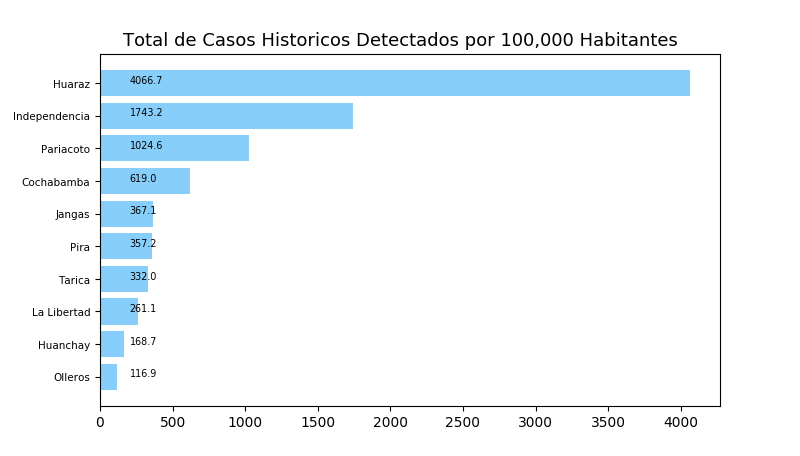 Total de Casos Historicos Detectados por 100,000 Habitantes
Huaraz 4066.7
Independencia 1743.2
Pariacoto 1024.6
Cochabamba 619.0
Jangas 367.1
Pira 357.2
Tarica 332.0
La Libertad 261.1
Huanchay 168.7
Olleros 116.9
0 500 1000 1500 2000 2500 3000 3500 4000